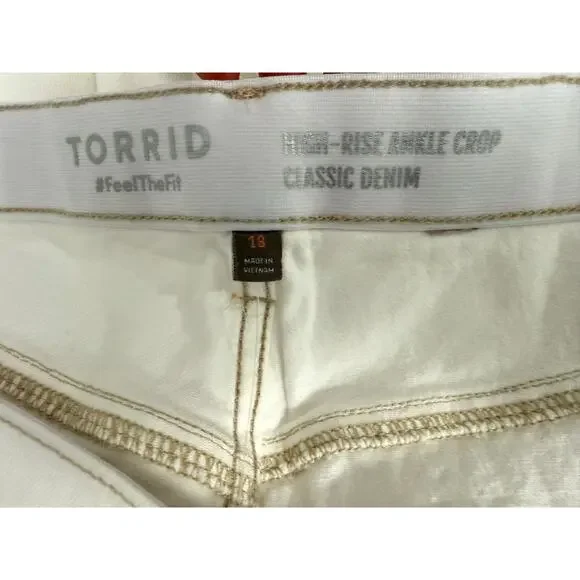 TORRID
#FeelTheFit
HIGH-RISE ANKLE CROP
CLASSIC DENIM
18
MADE IN
VIETNAM